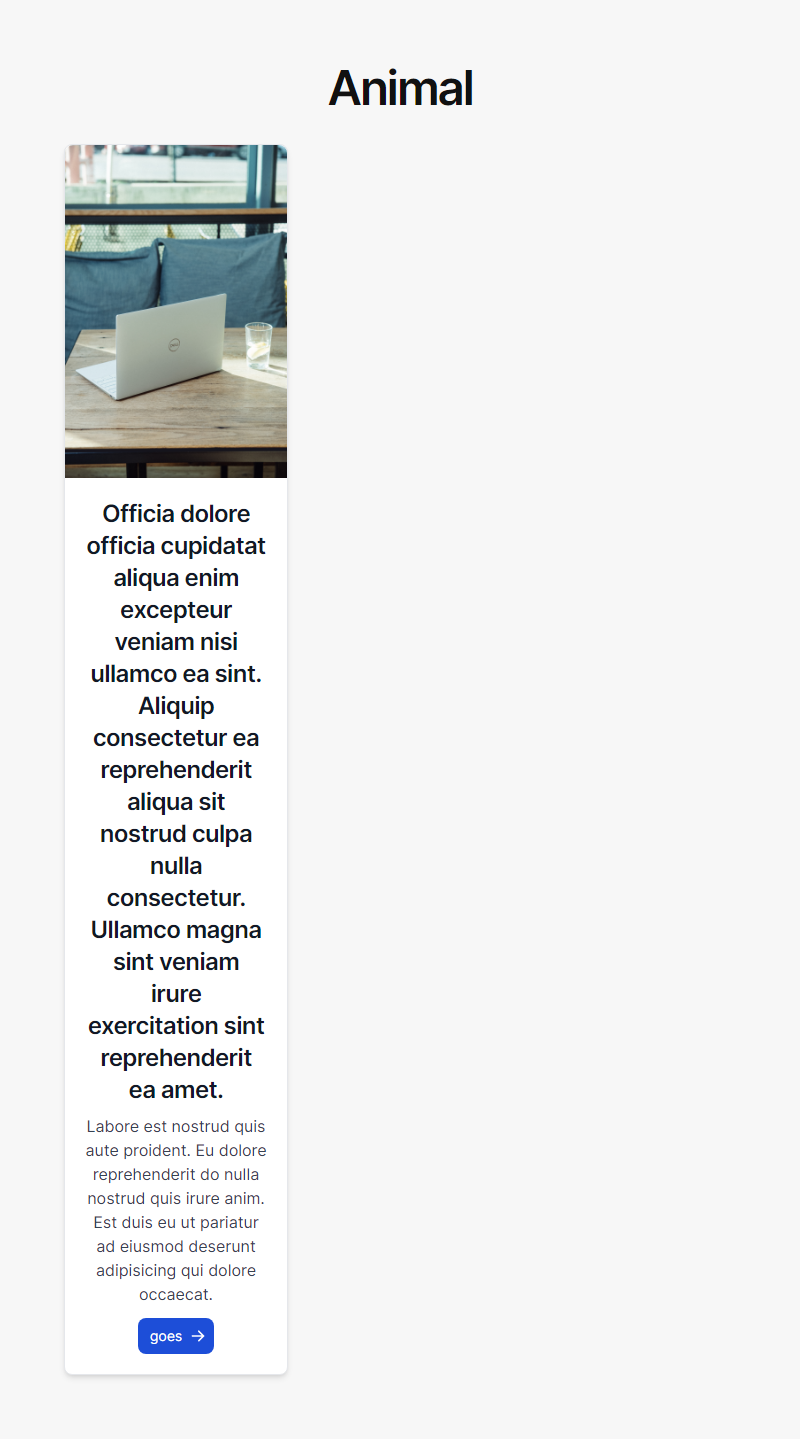 Animal
Officia dolore
officia cupidatat
aliqua enim
excepteur
veniam nisi
ullamco ea sint.
Aliquip
consectetur ea
reprehenderit
aliqua sit
nostrud culpa
nulla
consectetur.
Ullamco magna
sint veniam
irure
exercitation sint
reprehenderit
ea amet.
Labore est nostrud quis
aute proident. Eu dolore
reprehenderit do nulla
nostrud quis irure anim.
Est duis eu ut pariatur
ad eiusmod deserunt
adipisicing qui dolore
occaecat.
goes